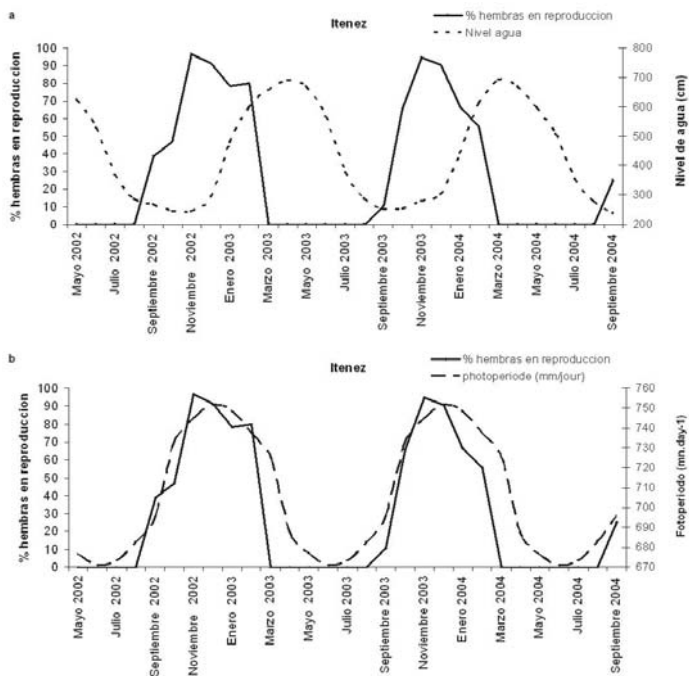 a
Itenez
% hembras en reproduccion
Nivel agua
% hembras en reproduccion
100
90
80
70
60
50
40
30
20
10
0
800
700
600
500
400
300
200
Nivel de agua (cm)
Mayo 2002
Julio 2002
Septiembre 2002
Noviembre 2002
Enero 2003
Marzo 2003
Mayo 2003
Julio 2003
Septiembre 2003
Noviembre 2003
Enero 2004
Marzo 2004
Mayo 2004
Julio 2004
Septiembre 2004
b
Itenez
% hembras en reproduccion
photoperiode (mm/jour)
% hembras en reproduccion
100
90
80
70
60
50
40
30
20
10
0
760
750
740
730
720
710
700
690
680
670
Fotoperiodo (mn.day-1)
Mayo 2002
Julio 2002
Septiembre 2002
Noviembre 2002
Enero 2003
Marzo 2003
Mayo 2003
Julio 2003
Septiembre 2003
Noviembre 2003
Enero 2004
Marzo 2004
Mayo 2004
Julio 2004
Septiembre 2004